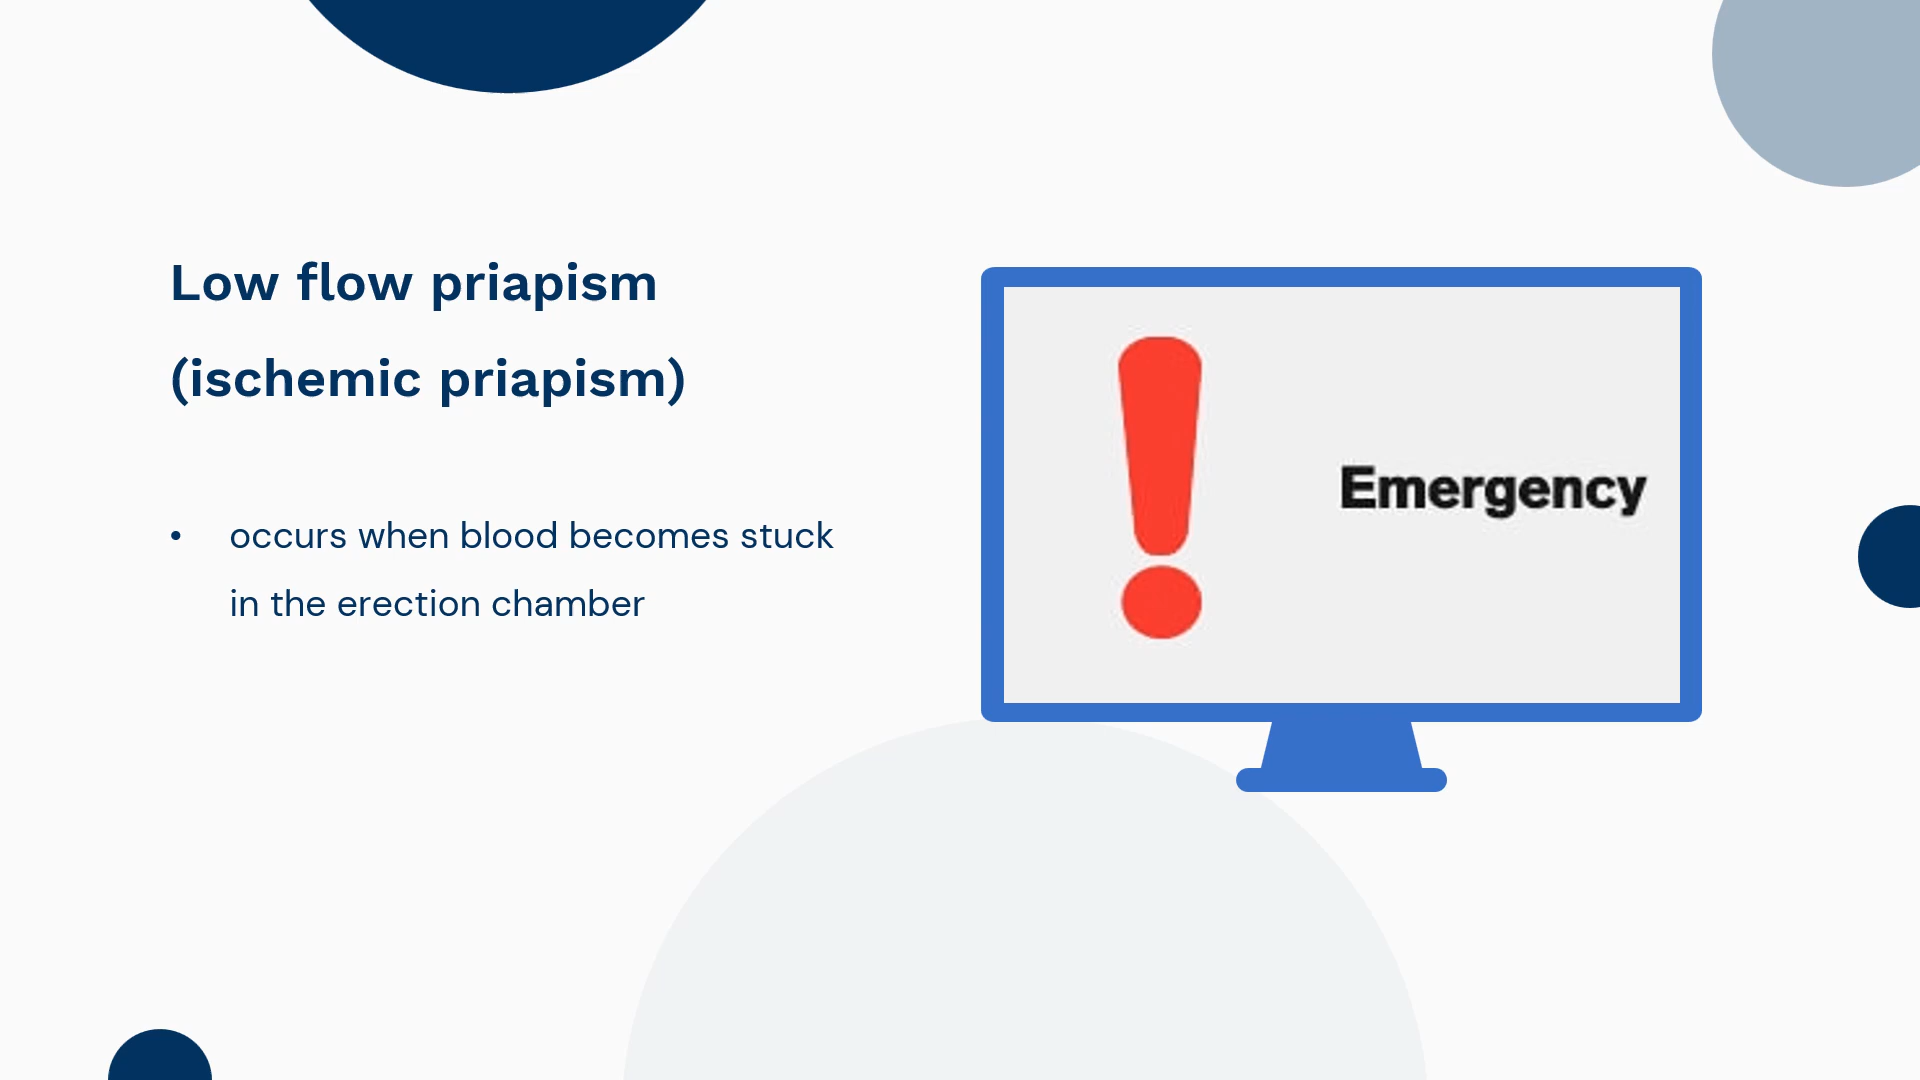 Low flow priapism
(ischemic priapism)
• occurs when blood becomes stuck
in the erection chamber
Emergency